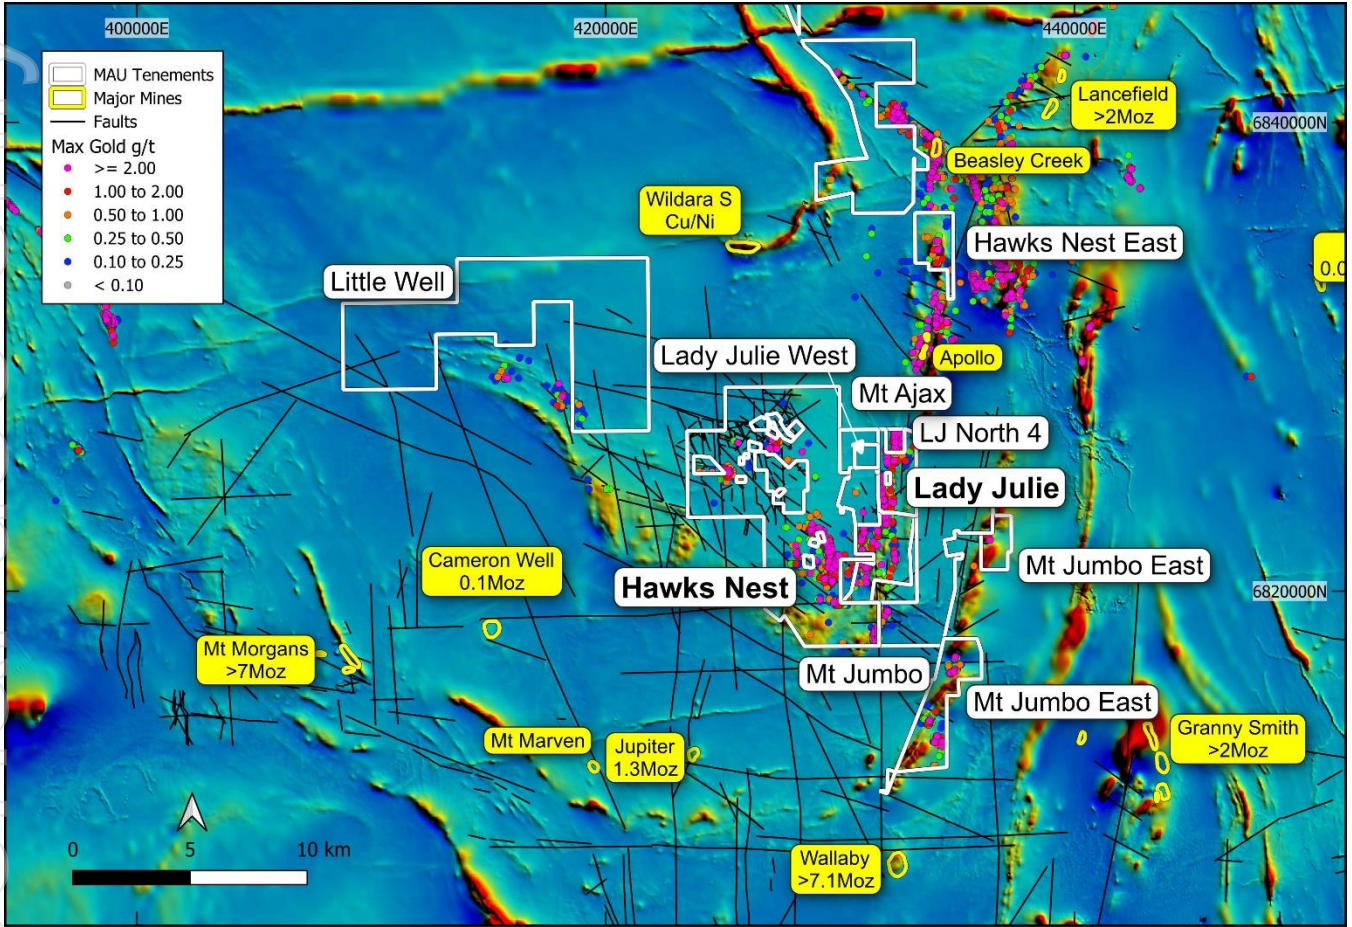 400000E
420000E
440000E
MAU Tenements
Major Mines
Faults
Max Gold g/t
>= 2.00
1.00 to 2.00
0.50 to 1.00
0.25 to 0.50
0.10 to 0.25
< 0.10
Lancefield
>2Moz
6840000N
Beasley Creek
Wildara S
Cu/Ni
Hawks Nest East
0.0
Little Well
Lady Julie West
Apollo
Mt Ajax
LJ North 4
Lady Julie
Cameron Well
0.1Moz
Hawks Nest
Mt Jumbo East
6820000N
Mt Morgans
>7Moz
Mt Jumbo
Mt Jumbo East
Mt Marven
Jupiter
1.3Moz
Granny Smith
>2Moz
0
5
10 km
Wallaby
>7.1Moz